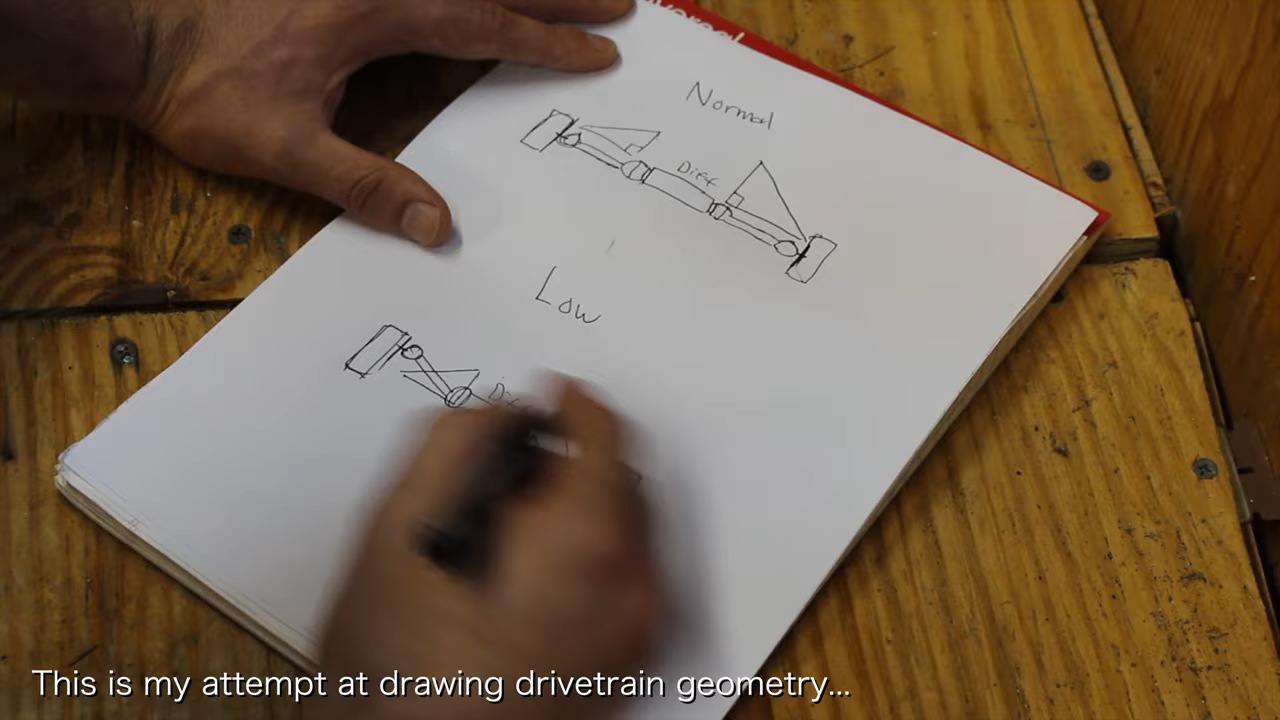 Normal
Diff
Low
This is my attempt at drawing drivetrain geometry...